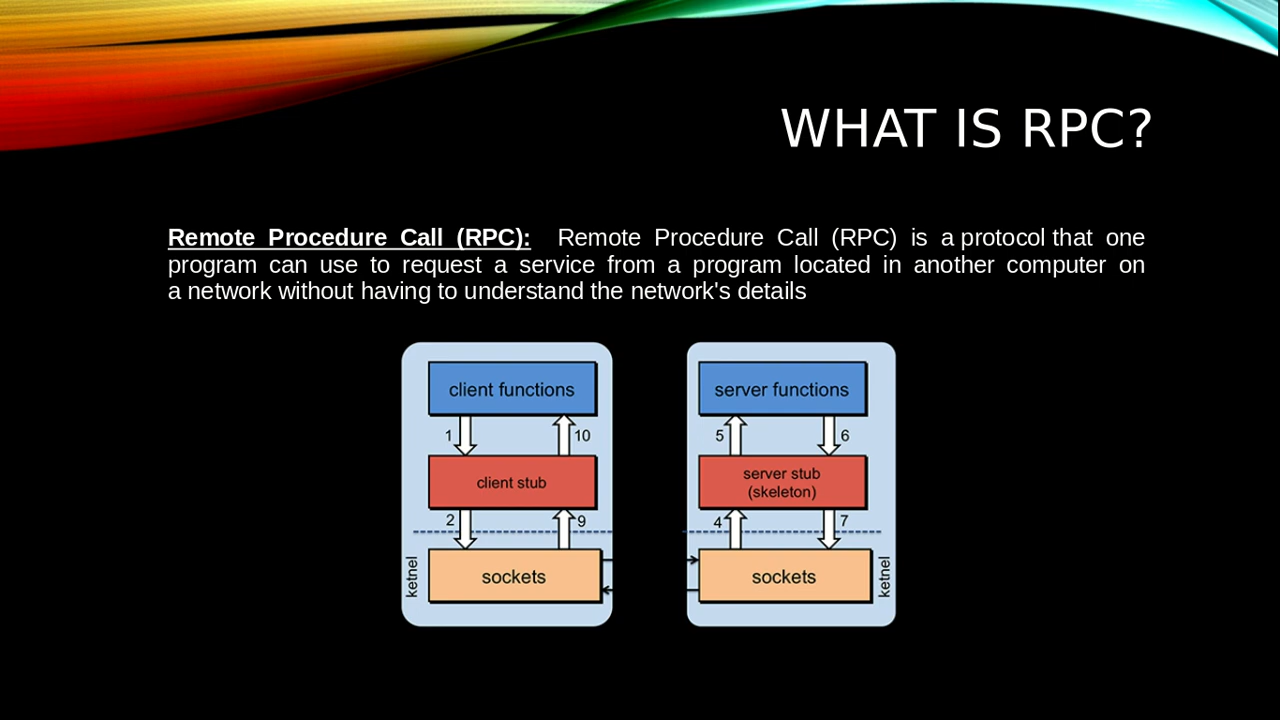 WHAT IS RPC?
Remote Procedure Call (RPC): Remote Procedure Call (RPC) is a protocol that one
program can use to request a service from a program located in another computer on
a network without having to understand the network's details
client functions
1 10
client stub
2 9
sockets
ketnel
server functions
5 6
server stub
(skeleton)
4 7
sockets
ketnel